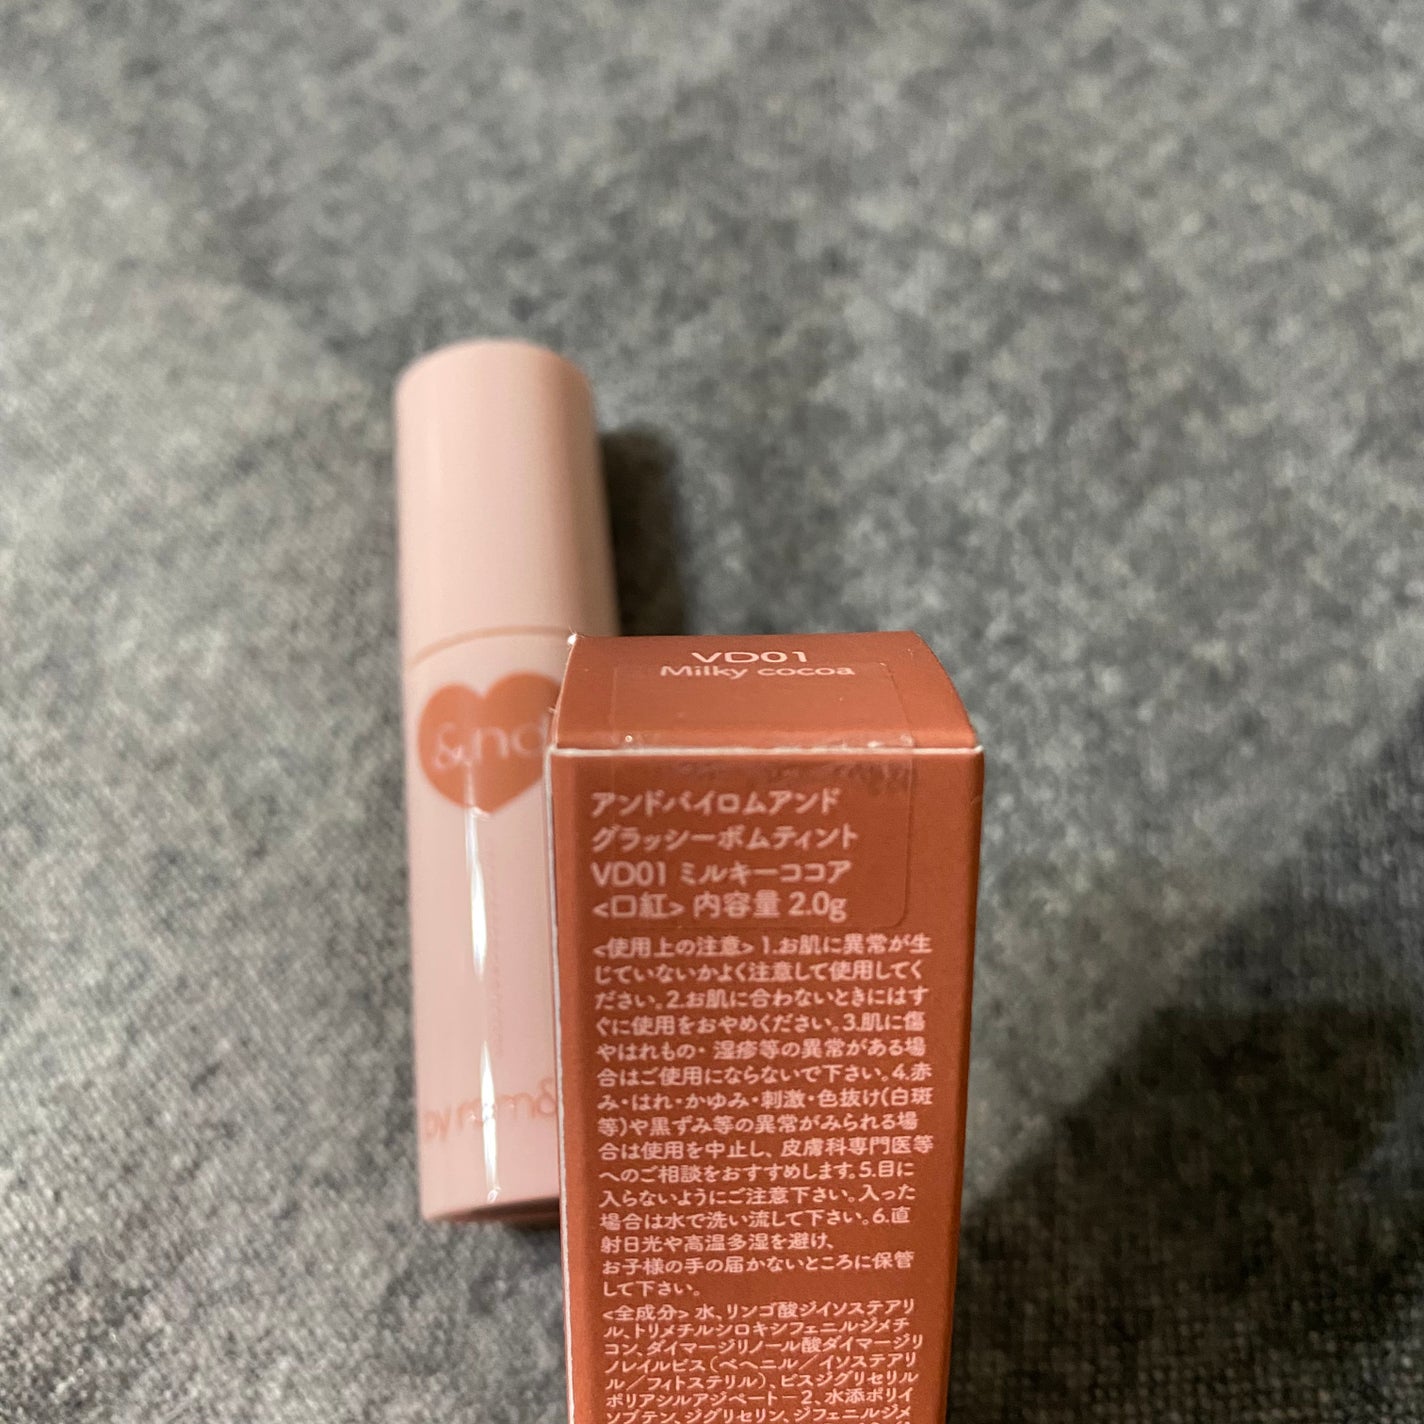 &nd
by rom&
VD01
Milky cocoa
アンドバイロムアンド
グラッシーボムティント
VD01 ミルキーココア
<口紅> 内容量 2.0g
<使用上の注意> 1.お肌に異常が生
じていないかよく注意して使用してく
ださい。2.お肌に合わないときにはす
ぐに使用をおやめください。3.肌に傷
やはれもの・湿疹等の異常がある場
合はご使用にならないで下さい。4.赤
み・はれ・かゆみ・刺激・色抜け(白斑
等)や黒ずみ等の異常がみられる場
合は使用を中止し、皮膚科専門医等
へのご相談をおすすめします。5.目に
入らないようにご注意下さい。入った
場合は水で洗い流して下さい。6.直
射日光や高温多湿を避け、
お子様の手の届かないところに保管
して下さい。
<全成分> 水、リンゴ酸ジイソステアリ
ル、トリメチルシロキシフェニルジメチ
コン、ダイマージリノール酸ダイマージリ
ノレイルビス(ベヘニル／イソステアリ
ル／フィトステリル)、ビスジグリセリル
ポリアシルアジペート－2、水添ポリイ
ソブテン、ジグリセリン、ジフェニルジメ